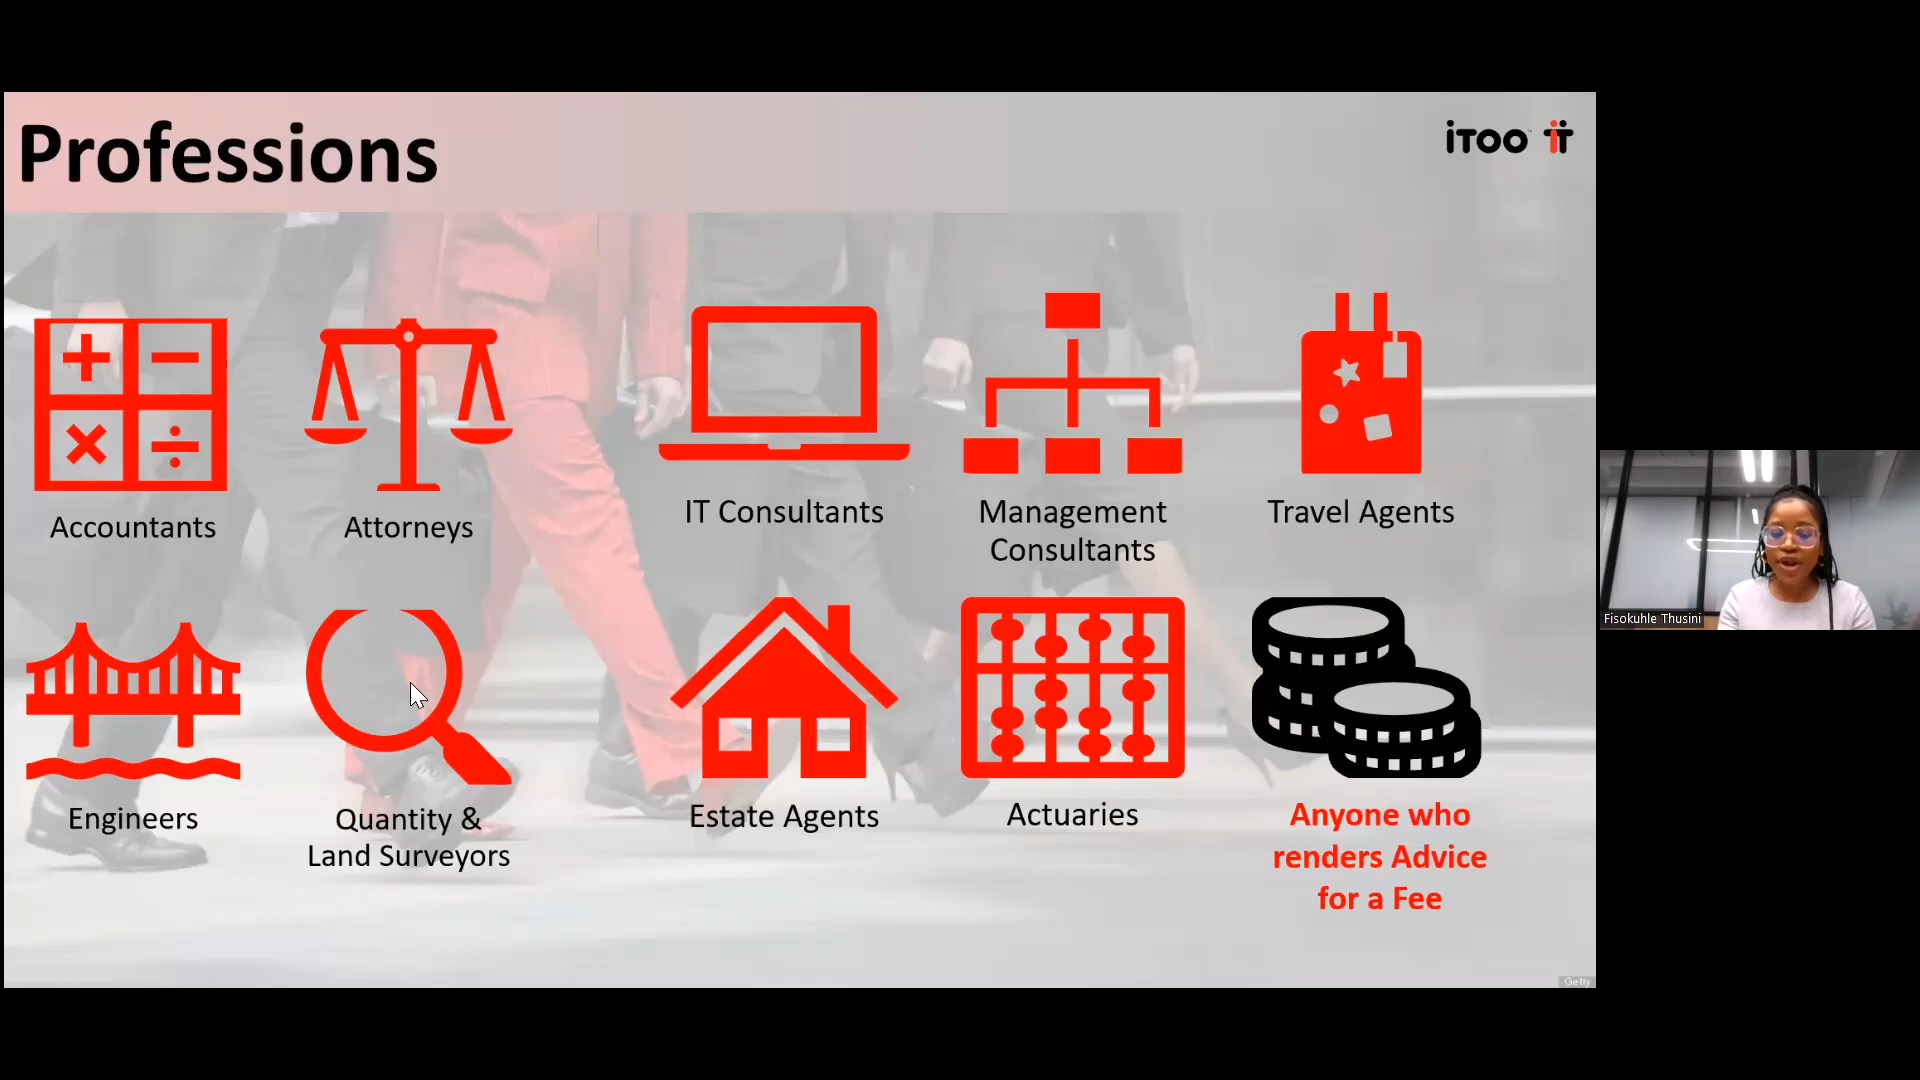 Professions
iTOO
Accountants
Attorneys
IT Consultants
Management
Consultants
Travel Agents
Engineers
Quantity &
Land Surveyors
Estate Agents
Actuaries
Anyone who
renders Advice
for a Fee
Getty
Fisokuhle Thusini